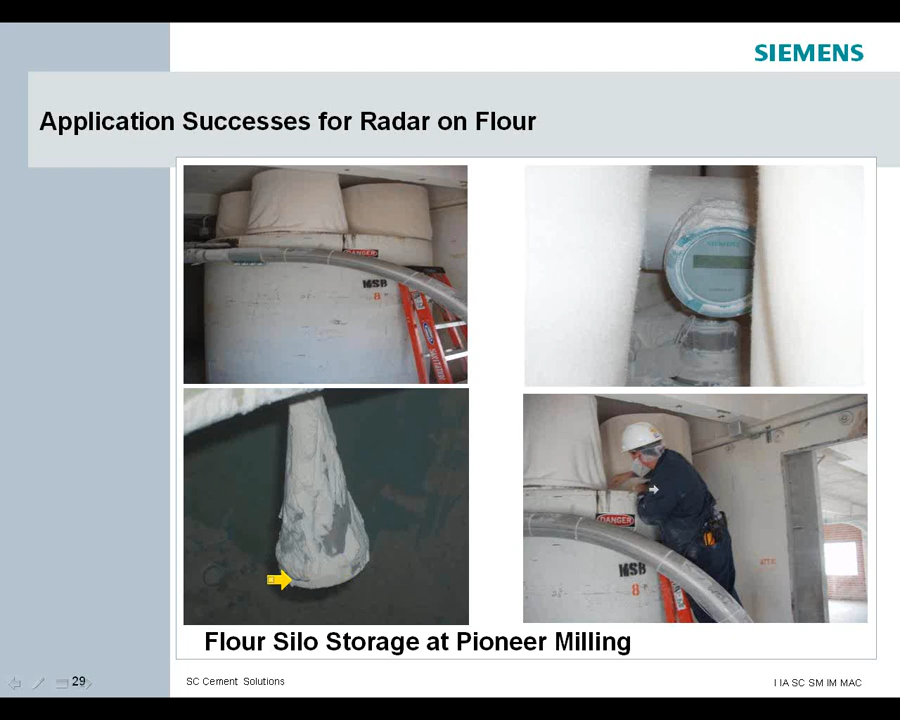 SIEMENS
Application Successes for Radar on Flour
DANGER
MSB
8
SIEMENS
DANGER
MSB
8
Flour Silo Storage at Pioneer Milling
29
SC Cement Solutions
I IA SC SM IM MAC